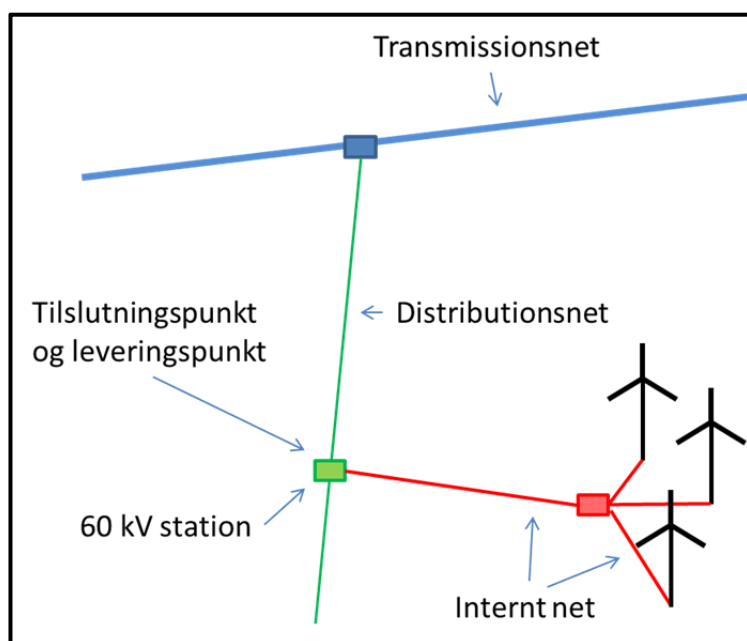 Transmissionsnet
Tilslutningspunkt
og leveringspunkt
Distributionsnet
60 kV station
Internt net